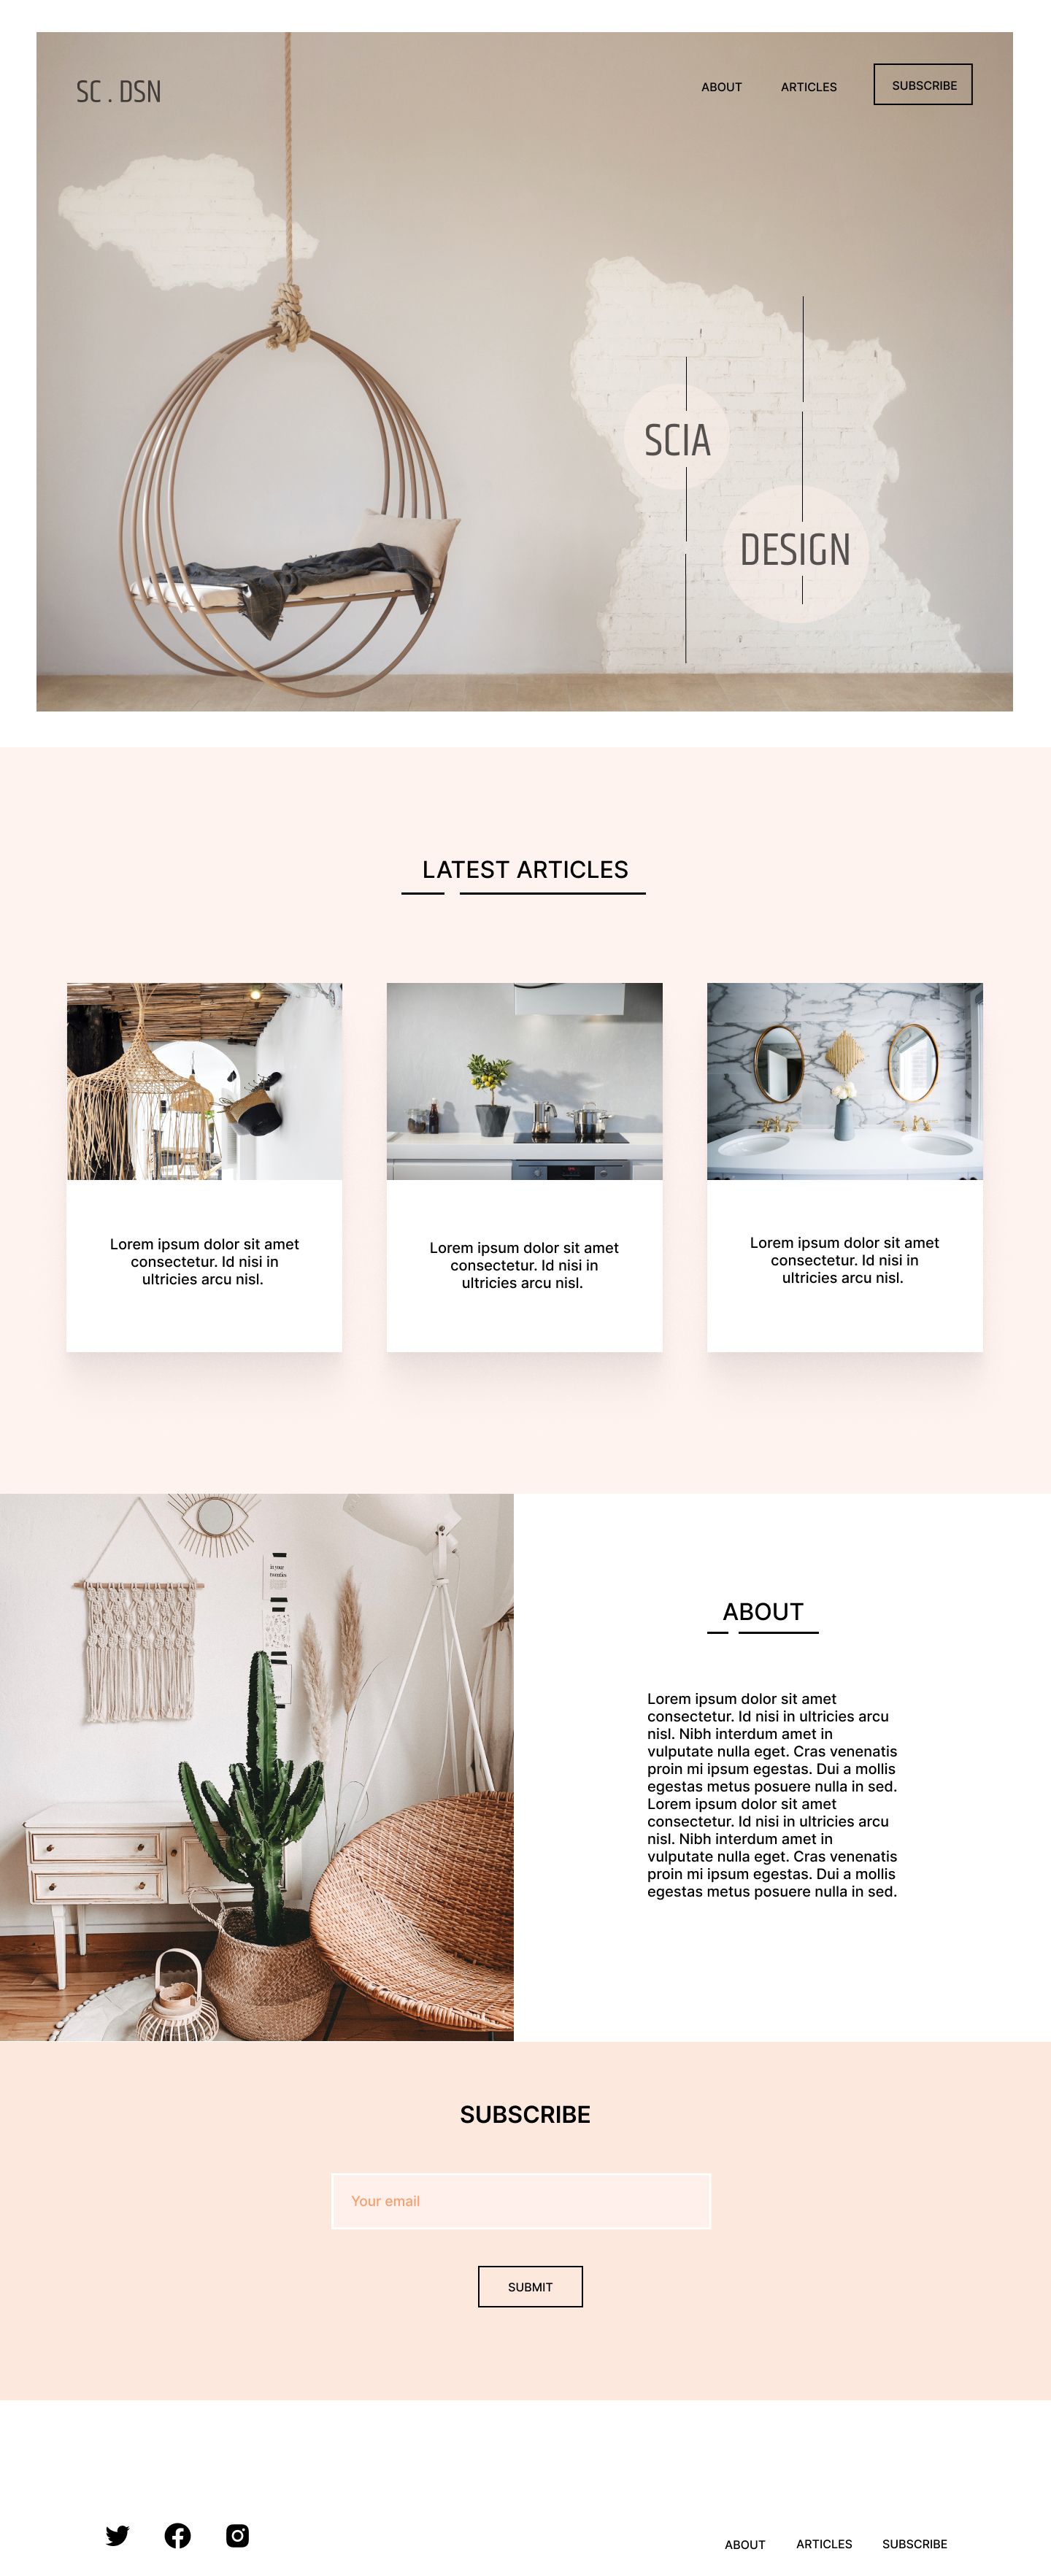 SC . DSN
ABOUT
ARTICLES
SUBSCRIBE
SCIA
DESIGN
LATEST ARTICLES
Lorem ipsum dolor sit amet
consectetur. Id nisi in
ultricies arcu nisl.
Lorem ipsum dolor sit amet
consectetur. Id nisi in
ultricies arcu nisl.
Lorem ipsum dolor sit amet
consectetur. Id nisi in
ultricies arcu nisl.
in your
twenties
ABOUT
Lorem ipsum dolor sit amet
consectetur. Id nisi in ultricies arcu
nisl. Nibh interdum amet in
vulputate nulla eget. Cras venenatis
proin mi ipsum egestas. Dui a mollis
egestas metus posuere nulla in sed.
Lorem ipsum dolor sit amet
consectetur. Id nisi in ultricies arcu
nisl. Nibh interdum amet in
vulputate nulla eget. Cras venenatis
proin mi ipsum egestas. Dui a mollis
egestas metus posuere nulla in sed.
SUBSCRIBE
Your email
SUBMIT
ABOUT
ARTICLES
SUBSCRIBE